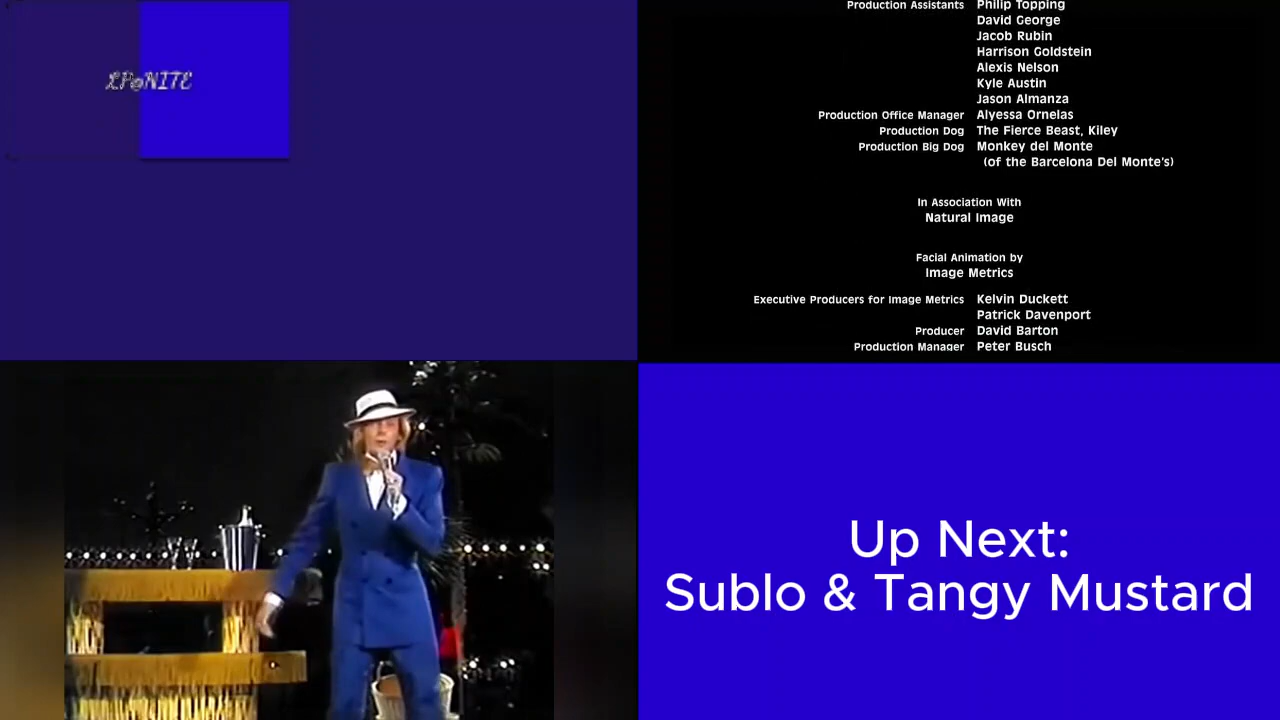 LP@NITE
Production Assistants Philip Topping
David George
Jacob Rubin
Harrison Goldstein
Alexis Nelson
Kyle Austin
Jason Almanza
Production Office Manager Alyessa Ornelas
Production Dog The Fierce Beast, Kiley
Production Big Dog Monkey del Monte
(of the Barcelona Del Monte's)
In Association With
Natural Image
Facial Animation by
Image Metrics
Executive Producers for Image Metrics Kelvin Duckett
Patrick Davenport
Producer David Barton
Production Manager Peter Busch
Up Next:
Sublo & Tangy Mustard